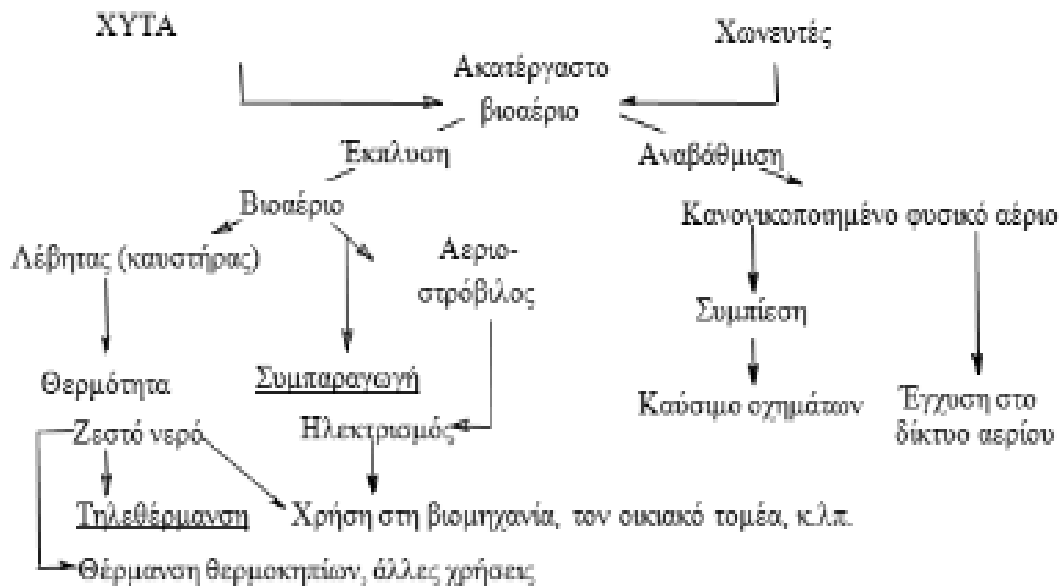 ΧΥΤΑ
Χωνευτές
Ακατέργαστο
βιοαέριο
Έκπλυση
Αναβάθμιση
Βιοαέριο
Κανονικοποιημένο φυσικό αέριο
Λέβητας (καυστήρας)
Αεριο-
στρόβιλος
Συμπίεση
Θερμότητα
Συμπαραγωγή
Καύσιμο οχημάτων
Έγχυση στο
δίκτυο αερίου
Ζεστό νερό
Ηλεκτρισμός
Τηλεθέρμανση
Χρήση στη βιομηχανία, τον οικιακό τομέα, κ.λπ.
Θέρμανση θερμοκηπίων, άλλες χρήσεις